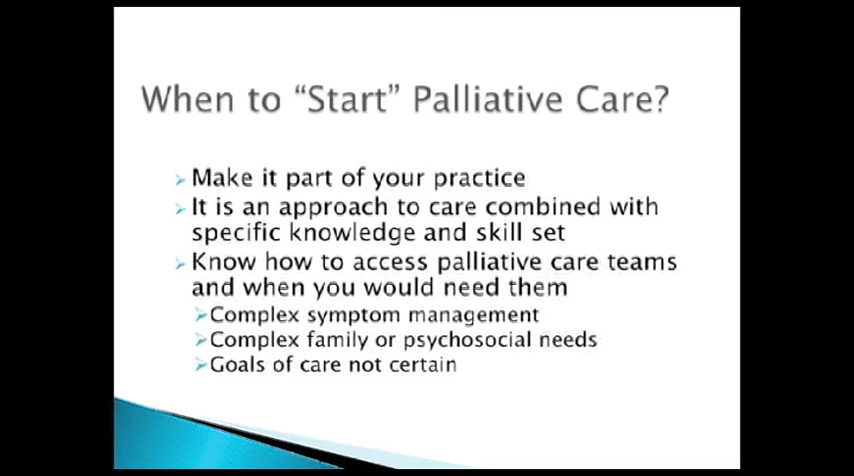 When to “Start” Palliative Care?
Make it part of your practice
It is an approach to care combined with
specific knowledge and skill set
Know how to access palliative care teams
and when you would need them
Complex symptom management
Complex family or psychosocial needs
Goals of care not certain